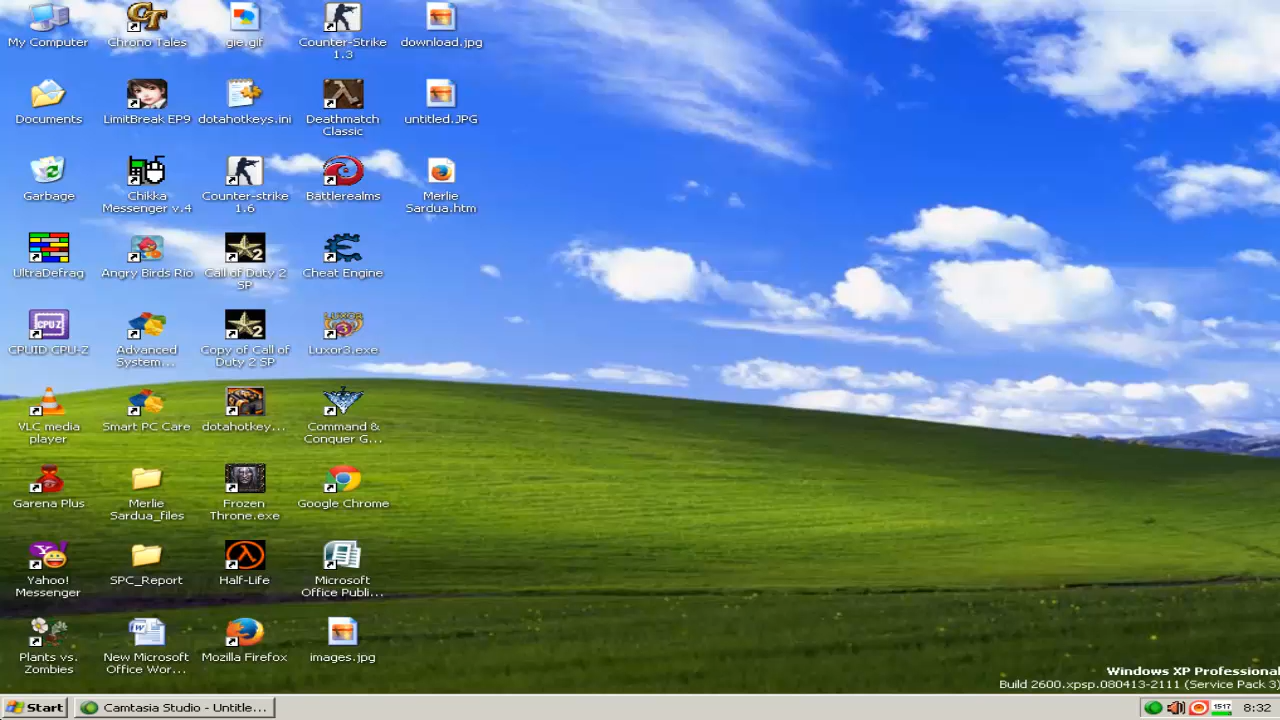 My Computer
Chrono Tales
gie.gif
Counter-Strike
1.3
download.jpg
Documents
LimitBreak EP9
dotahotkeys.ini
Deathmatch
Classic
untitled.JPG
Garbage
Chikka
Messenger v.4
Counter-strike
1.6
Battlerealms
Merlie
Sardua.htm
UltraDefrag
Angry Birds Rio
Call of Duty 2
SP
Cheat Engine
CPU Z
CPUID CPU-Z
Advanced
System...
Copy of Call of
Duty 2 SP
Luxor3.exe
VLC media
player
Smart PC Care
dotahotkey...
Command &
Conquer G...
Garena Plus
Merlie
Sardua_files
Frozen
Throne.exe
Google Chrome
Yahoo!
Messenger
SPC_Report
Half-Life
Microsoft
Office Publi...
Plants vs.
Zombies
New Microsoft
Office Wor...
Mozilla Firefox
images.jpg
Windows XP Professional
Build 2600.xpsp.080413-2111 (Service Pack 3)
Start
Camtasia Studio - Untitle...
1517
8:32